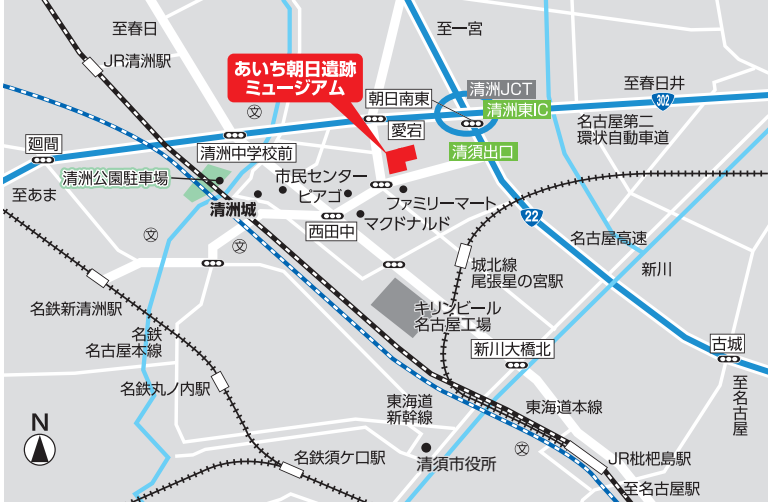 至春日
至一宮
JR清洲駅
あいち朝日遺跡
ミュージアム
清洲JCT
至春日井
朝日南東
清洲東IC
302
文
愛宕
名古屋第二
環状自動車道
廻間
清洲中学校前
清須出口
清洲公園駐車場
市民センター
ピアゴ
至あま
ファミリーマート
清洲城
マクドナルド
22
西田中
文
文
名古屋高速
城北線
尾張星の宮駅
新川
名鉄新清洲駅
キリンビール
名古屋工場
名鉄
名古屋本線
新川大橋北
古城
名鉄丸ノ内駅
至名古屋
東海道
新幹線
東海道本線
N
文
名鉄須ケ口駅
清須市役所
JR枇杷島駅
至名古屋駅